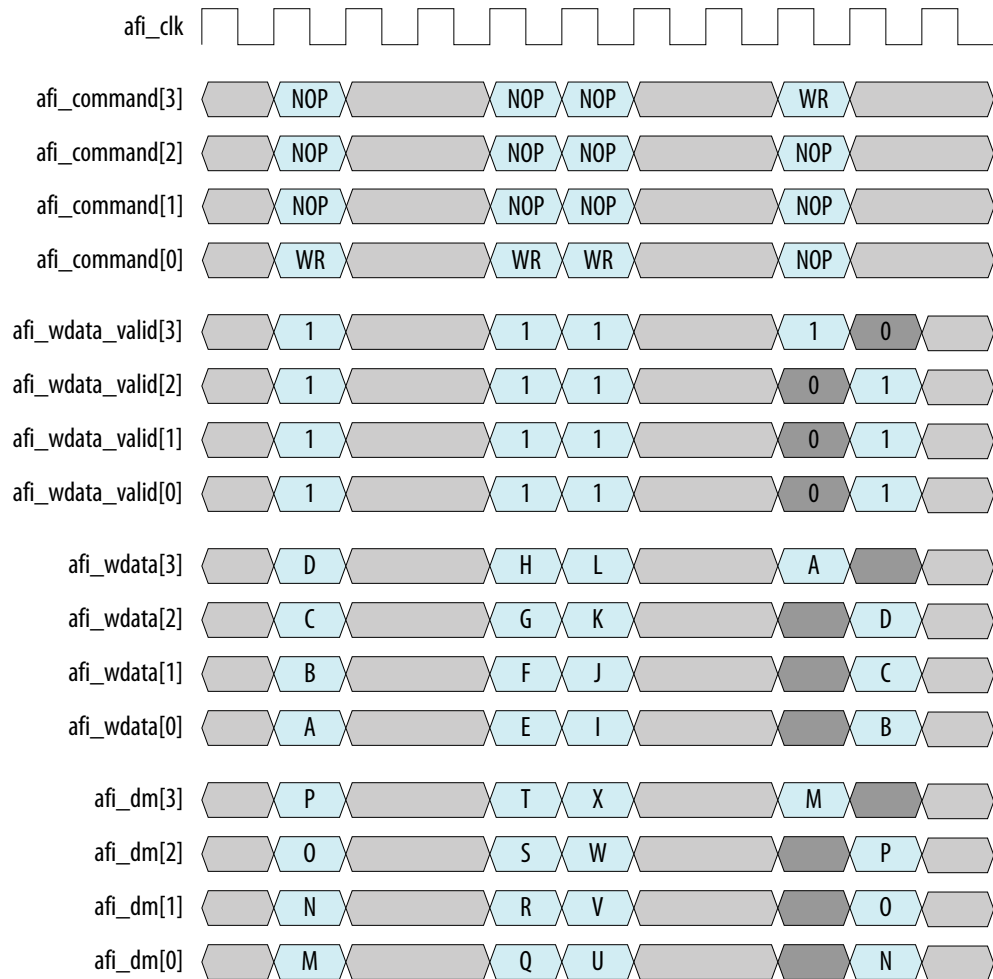 afi_clk
afi_command[3] NOP NOP NOP WR
afi_command[2] NOP NOP NOP NOP
afi_command[1] NOP NOP NOP NOP
afi_command[0] WR WR WR NOP
afi_wdata_valid[3] 1 1 1 1 0
afi_wdata_valid[2] 1 1 1 0 1
afi_wdata_valid[1] 1 1 1 0 1
afi_wdata_valid[0] 1 1 1 0 1
afi_wdata[3] D H L A
afi_wdata[2] C G K D
afi_wdata[1] B F J C
afi_wdata[0] A E I B
afi_dm[3] P T X M
afi_dm[2] O S W P
afi_dm[1] N R V O
afi_dm[0] M Q U N